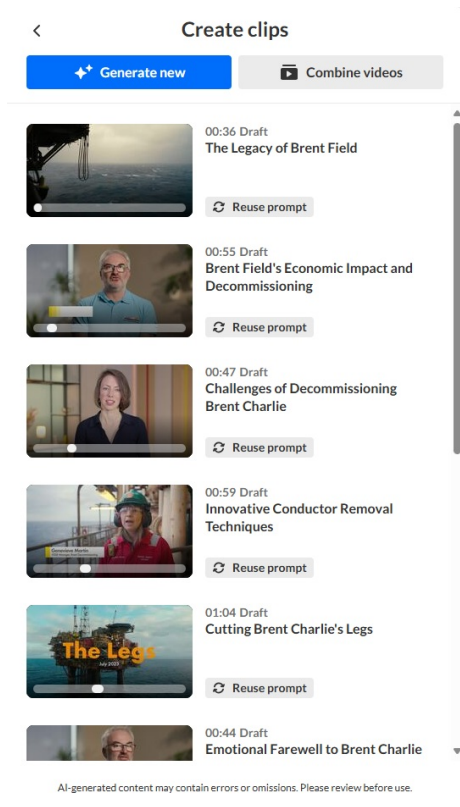 Create clips
Generate new
Combine videos
00:36 Draft
The Legacy of Brent Field
Reuse prompt
00:55 Draft
Brent Field's Economic Impact and
Decommissioning
Reuse prompt
00:47 Draft
Challenges of Decommissioning
Brent Charlie
Reuse prompt
00:59 Draft
Innovative Conductor Removal
Techniques
Genevieve Martin
Reuse prompt
01:04 Draft
Cutting Brent Charlie's Legs
The Legs
July 2023
Reuse prompt
00:44 Draft
Emotional Farewell to Brent Charlie
AI-generated content may contain errors or omissions. Please review before use.